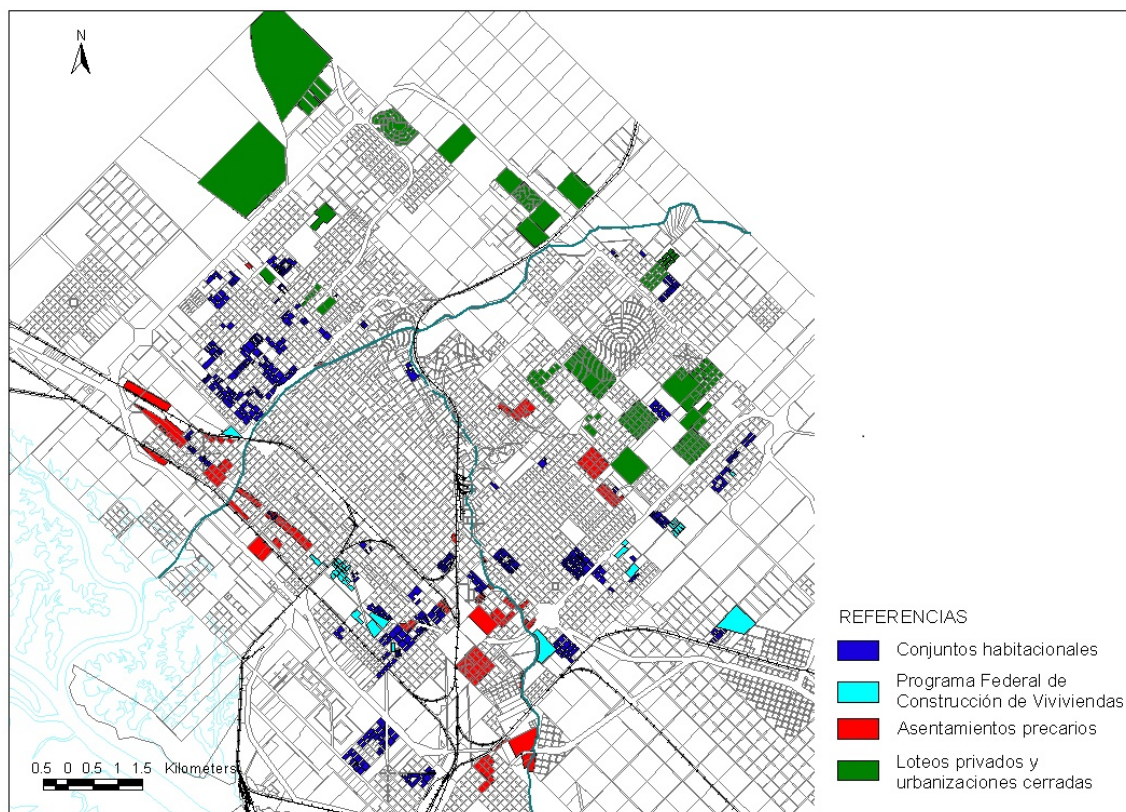 N
REFERENCIAS
Conjuntos habitacionales
Programa Federal de
Construcción de Viviviendas
Asentamientos precarios
Loteos privados y
urbanizaciones cerradas
0.5 0 0.5 1 1.5 Kilometers